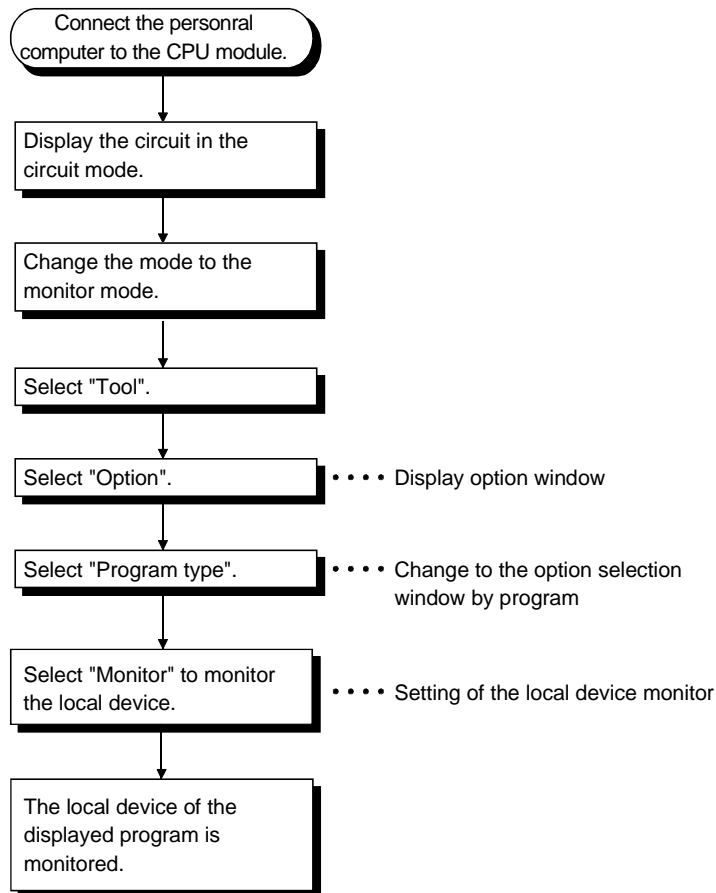 Connect the personral
computer to the CPU module.
Display the circuit in the
circuit mode.
Change the mode to the
monitor mode.
Select "Tool".
Select "Option".
• • • • Display option window
Select "Program type".
• • • • Change to the option selection
window by program
Select "Monitor" to monitor
the local device.
• • • • Setting of the local device monitor
The local device of the
displayed program is
monitored.